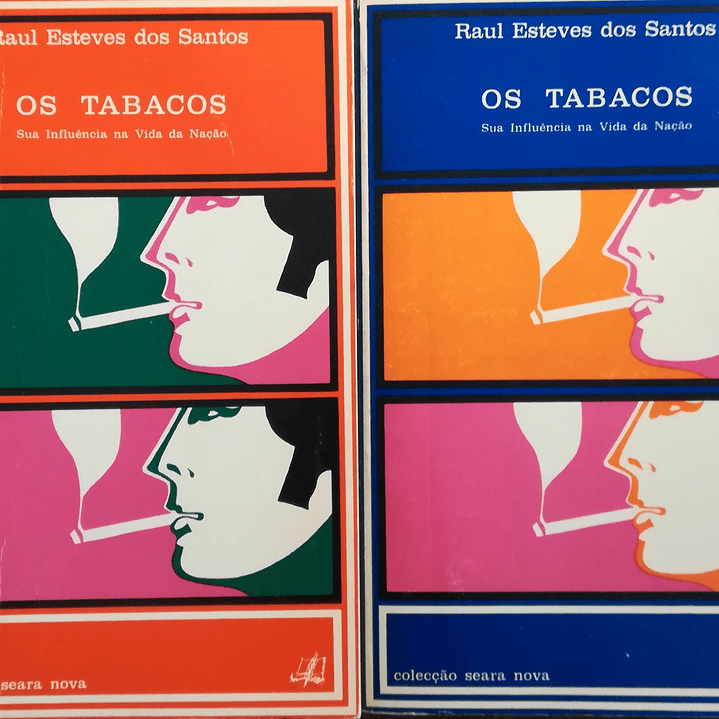 Raul Esteves dos Santos
OS TABACOS
Sua Influência na Vida da Nação
seara nova
Raul Esteves dos Santos
OS TABACOS
Sua Influência na Vida da Nação
colecção seara nova